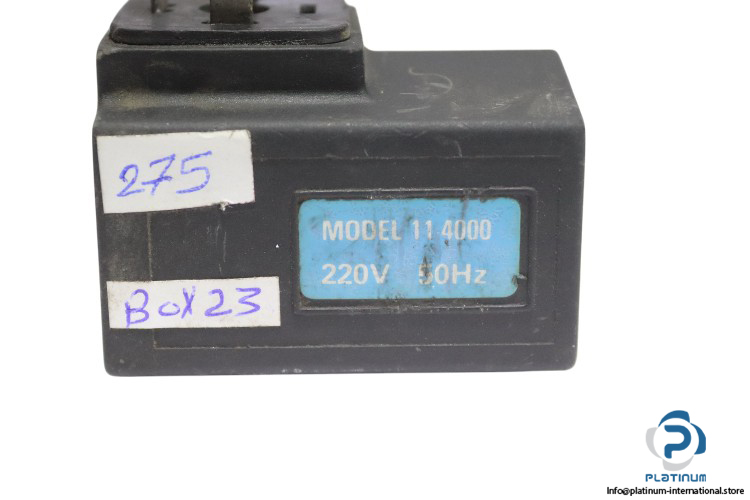 275
MODEL 11 4000
220V 50Hz
BOX23
PLATINUM
Info@platinum-international.store